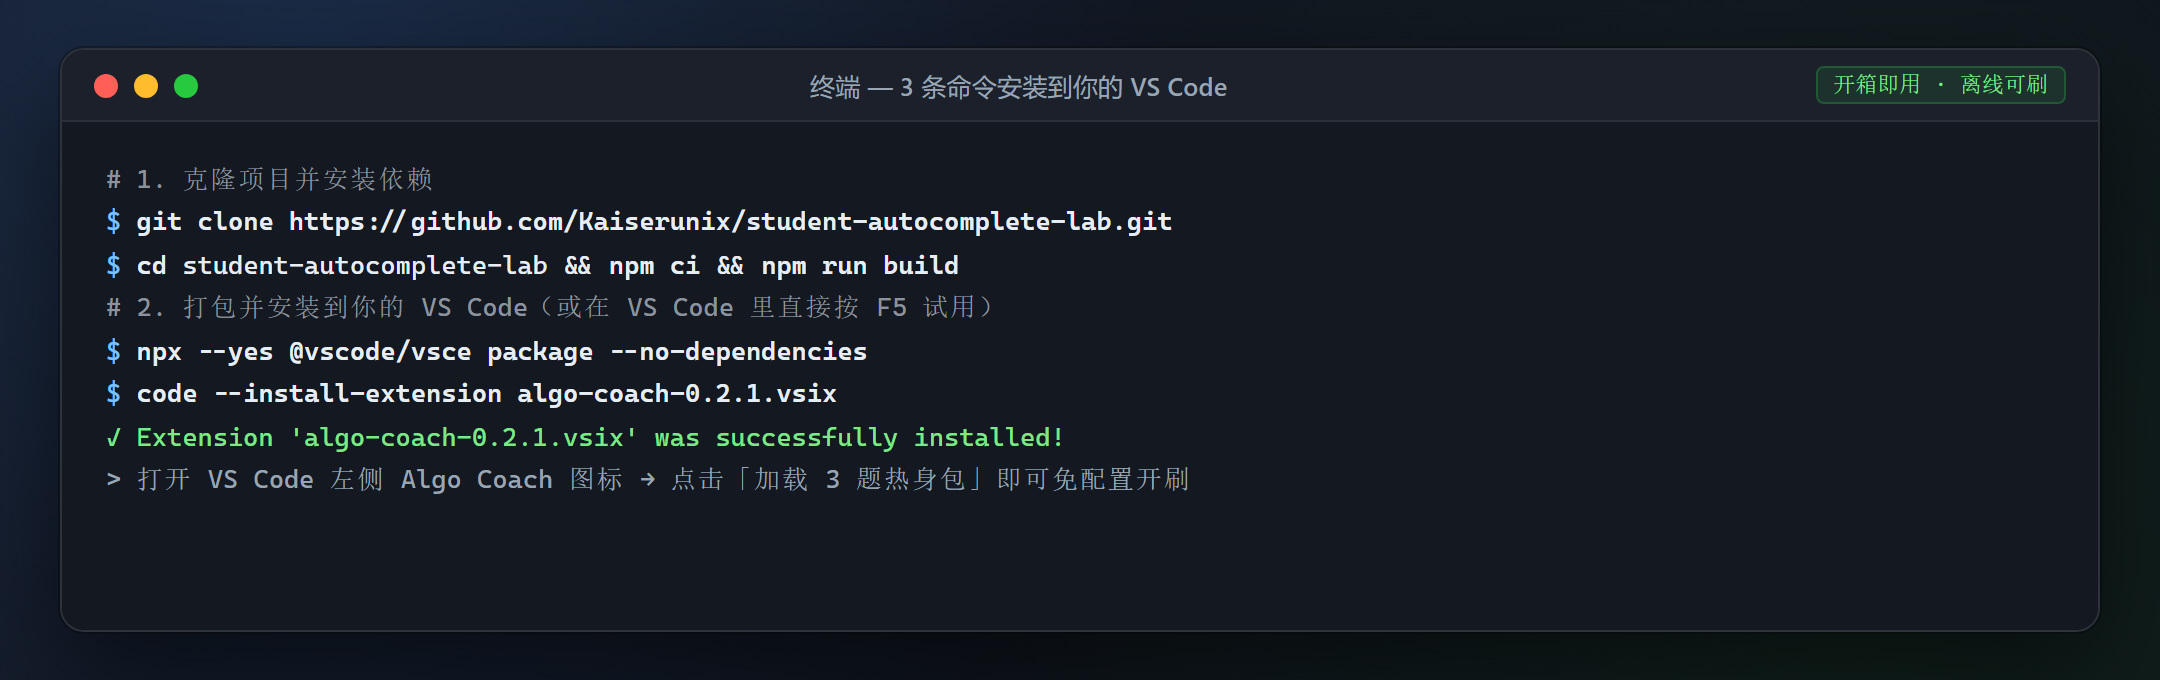 终端 — 3 条命令安装到你的 VS Code
开箱即用 · 离线可刷
# 1. 克隆项目并安装依赖
$ git clone https://github.com/Kaiserunix/student-autocomplete-lab.git
$ cd student-autocomplete-lab && npm ci && npm run build
# 2. 打包并安装到你的 VS Code（或在 VS Code 里直接按 F5 试用）
$ npx --yes @vscode/vsce package --no-dependencies
$ code --install-extension algo-coach-0.2.1.vsix
✓ Extension 'algo-coach-0.2.1.vsix' was successfully installed!
> 打开 VS Code 左侧 Algo Coach 图标 → 点击「加载 3 题热身包」即可免配置开刷